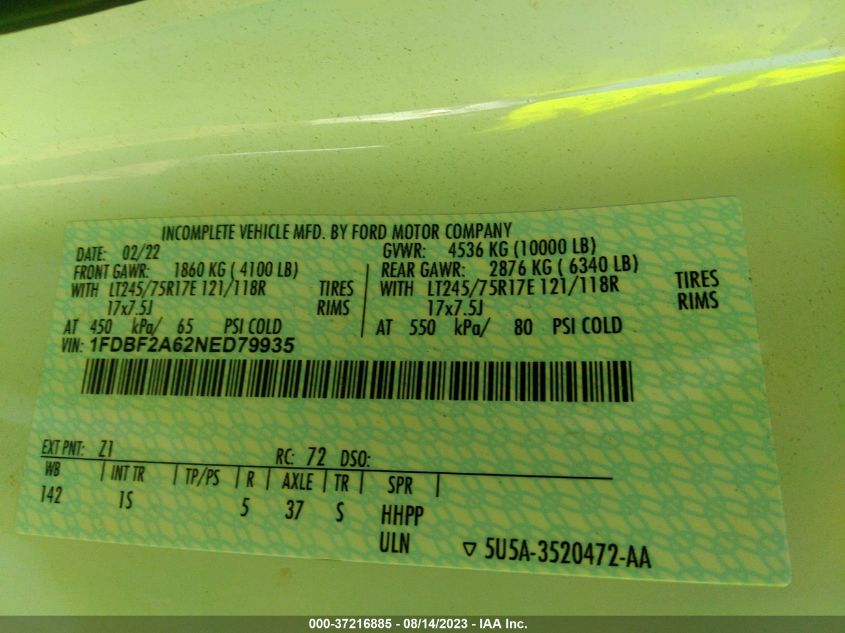 INCOMPLETE VEHICLE MFD. BY FORD MOTOR COMPANY
DATE: 02/22 GVWR: 4536 KG (10000 LB)
FRONT GAWR: 1860 KG ( 4100 LB) REAR GAWR: 2876 KG ( 6340 LB)
WITH LT245/75R17E 121/118R TIRES WITH LT245/75R17E 121/118R TIRES
17x7.5J RIMS 17x7.5J RIMS
AT 450 kPa/ 65 PSI COLD AT 550 kPa/ 80 PSI COLD
VIN: 1FDBF2A62NED79935
EXT PNT: Z1 RC: 72 DSO:
WB INT TR TP/PS R AXLE TR SPR
142 1S 5 37 S HHPP
ULN ▽ 5U5A-3520472-AA
000-37216885 - 08/14/2023 - IAA Inc.